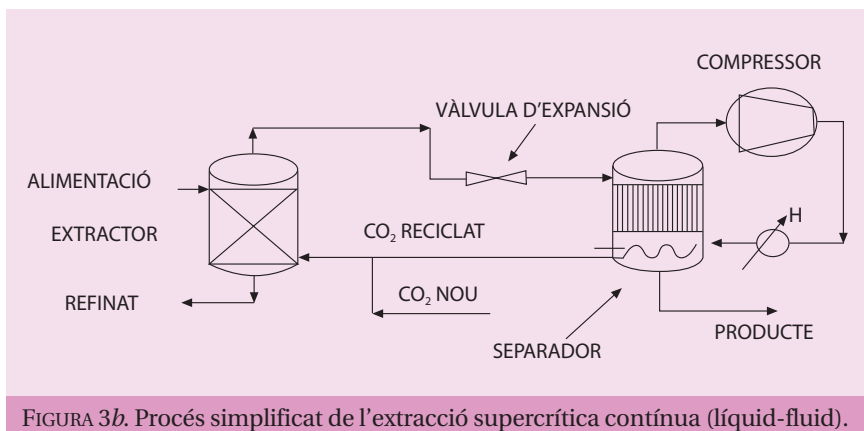 COMPRESSOR
VÀLVULA D'EXPANSIÓ
ALIMENTACIÓ
EXTRACTOR
CO₂ RECICLAT
H
REFINAT
CO₂ NOU
PRODUCTE
SEPARADOR
FIGURA 3b. Procés simplificat de l'extracció supercrítica contínua (líquid-fluid).